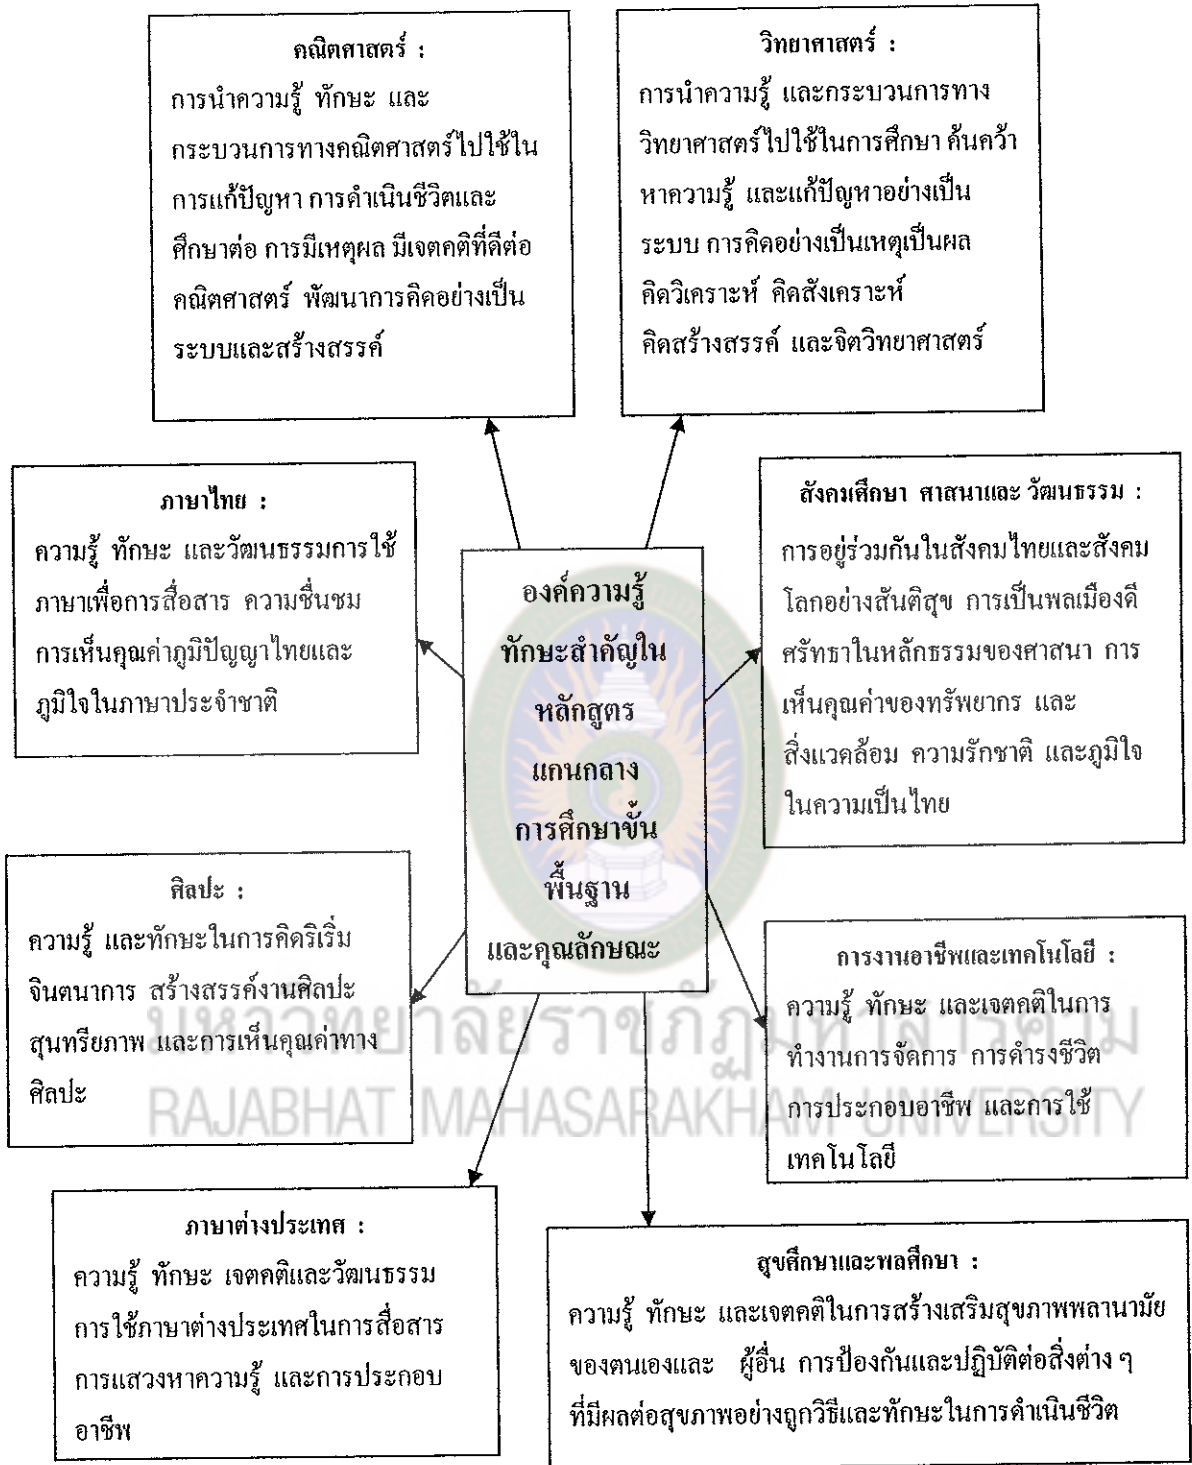 คณิตศาสตร์ :
การนำความรู้ ทักษะ และ
กระบวนการทางคณิตศาสตร์ไปใช้ใน
การแก้ปัญหา การดำเนินชีวิตและ
ศึกษาต่อ การมีเหตุผล มีเจตคติที่ดีต่อ
คณิตศาสตร์ พัฒนาการคิดอย่างเป็น
ระบบและสร้างสรรค์
วิทยาศาสตร์ :
การนำความรู้ และกระบวนการทาง
วิทยาศาสตร์ไปใช้ในการศึกษา ค้นคว้า
หาความรู้ และแก้ปัญหาอย่างเป็น
ระบบ การคิดอย่างเป็นเหตุเป็นผล
คิดวิเคราะห์ คิดสังเคราะห์
คิดสร้างสรรค์ และจิตวิทยาศาสตร์
ภาษาไทย :
ความรู้ ทักษะ และวัฒนธรรมการใช้
ภาษาเพื่อการสื่อสาร ความชื่นชม
การเห็นคุณค่าภูมิปัญญาไทยและ
ภูมิใจในภาษาประจำชาติ
องค์ความรู้
ทักษะสำคัญใน
หลักสูตร
แกนกลาง
การศึกษาขั้น
พื้นฐาน
และคุณลักษณะ
สังคมศึกษา ศาสนาและ วัฒนธรรม :
การอยู่ร่วมกันในสังคมไทยและสังคม
โลกอย่างสันติสุข การเป็นพลเมืองดี
ศรัทธาในหลักธรรมของศาสนา การ
เห็นคุณค่าของทรัพยากร และ
สิ่งแวดล้อม ความรักชาติ และภูมิใจ
ในความเป็นไทย
ศิลปะ :
ความรู้ และทักษะในการคิดริเริ่ม
จินตนาการ สร้างสรรค์งานศิลปะ
สุนทรียภาพ และการเห็นคุณค่าทาง
ศิลปะ
การงานอาชีพและเทคโนโลยี :
ความรู้ ทักษะ และเจตคติในการ
ทำงานการจัดการ การดำรงชีวิต
การประกอบอาชีพ และการใช้
เทคโนโลยี
มหาวิทยาลัยราชภัฏมหาสารคาม
RAJABHAT MAHASARAKHAM UNIVERSITY
ภาษาต่างประเทศ :
ความรู้ ทักษะ เจตคติและวัฒนธรรม
การใช้ภาษาต่างประเทศในการสื่อสาร
การแสวงหาความรู้ และการประกอบ
อาชีพ
สุขศึกษาและพลศึกษา :
ความรู้ ทักษะ และเจตคติในการสร้างเสริมสุขภาพพลานามัย
ของตนเองและ ผู้อื่น การป้องกันและปฏิบัติต่อสิ่งต่าง ๆ
ที่มีผลต่อสุขภาพอย่างถูกวิธีและทักษะในการดำเนินชีวิต